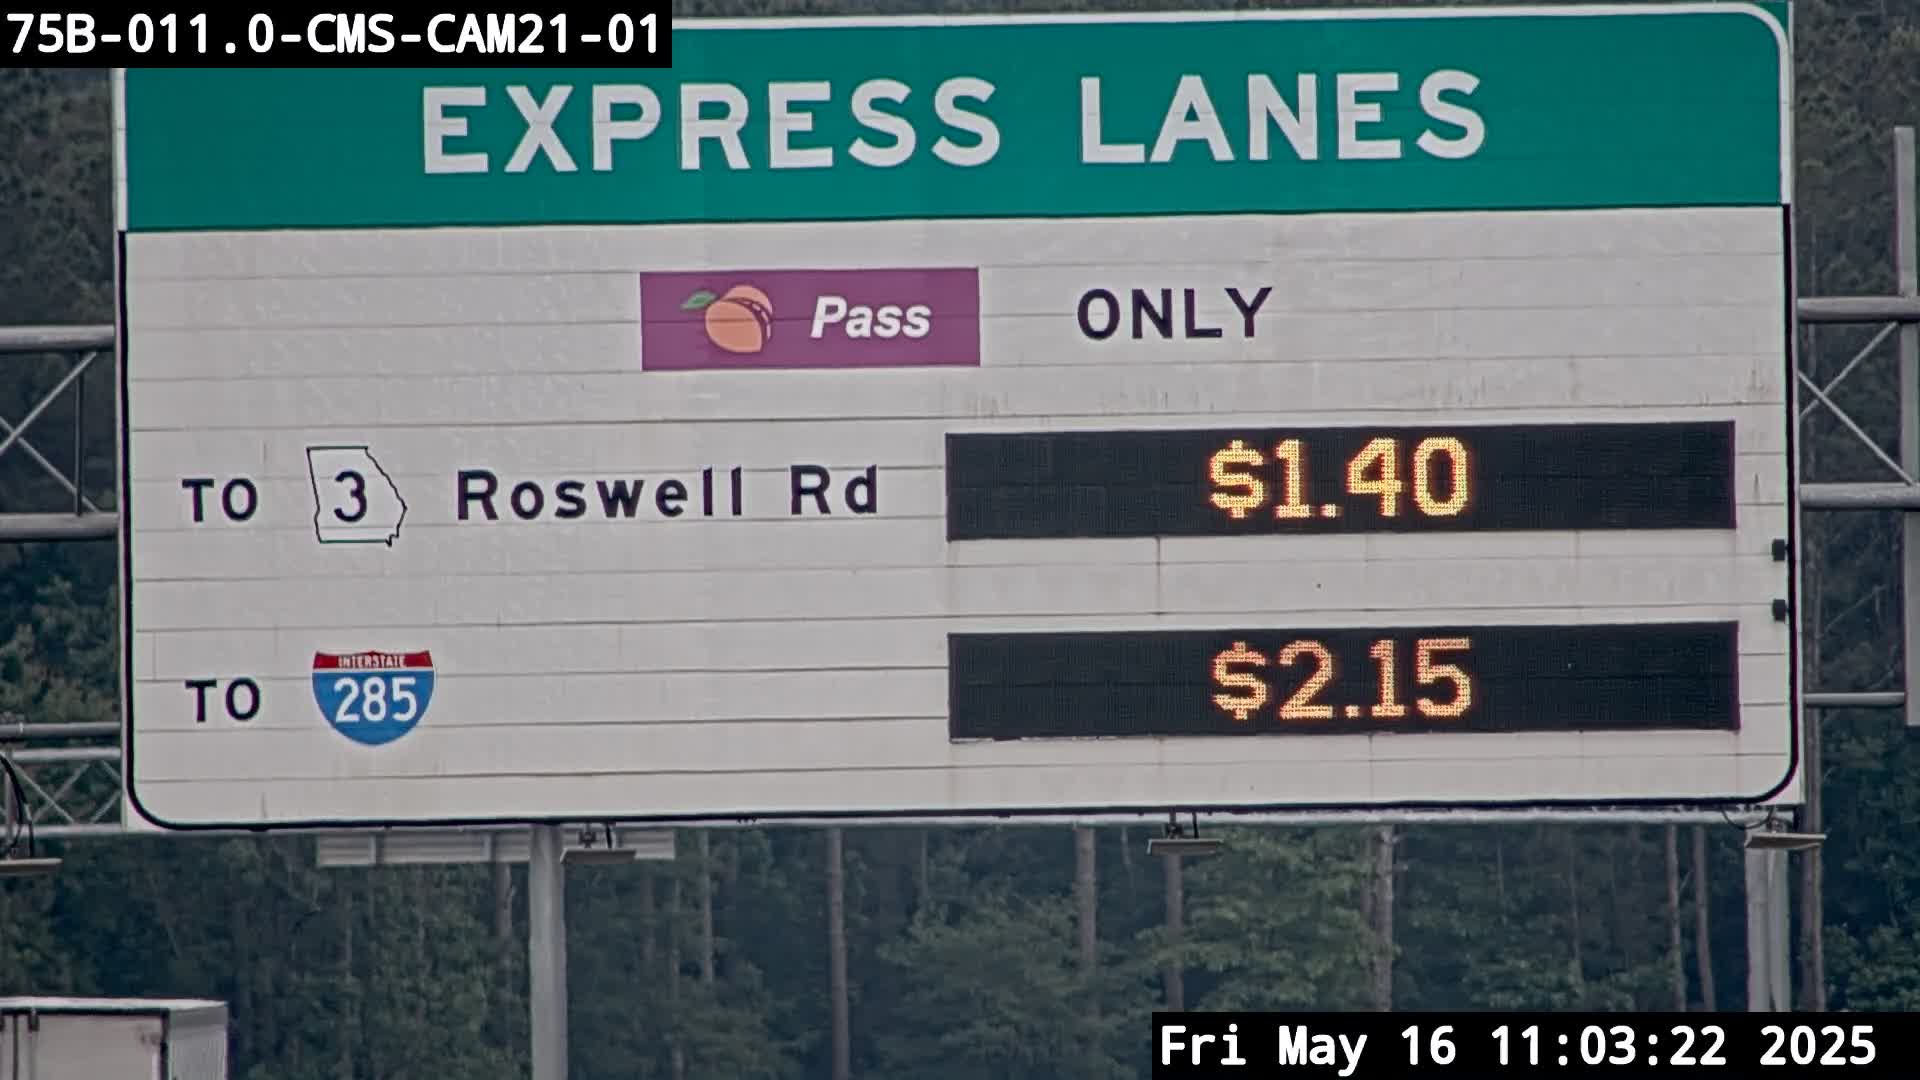 75B-011.0-CMS-CAM21-01
EXPRESS LANES
Pass ONLY
TO 3 Roswell Rd $1.40
INTERSTATE
TO 285 $2.15
Fri May 16 11:03:22 2025